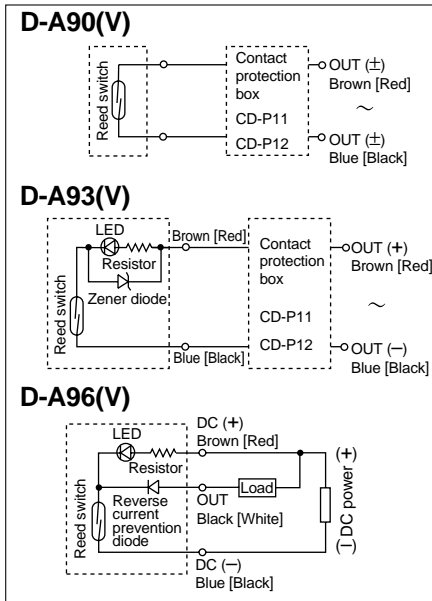 D-A90(V)
Reed switch
Contact
protection
box
CD-P11
CD-P12
OUT (±)
Brown [Red]
~
OUT (±)
Blue [Black]
D-A93(V)
LED
Resistor
Zener diode
Reed switch
Brown [Red]
Blue [Black]
Contact
protection
box
CD-P11
CD-P12
OUT (+)
Brown [Red]
~
OUT (−)
Blue [Black]
D-A96(V)
LED
Resistor
Reverse
current
prevention
diode
Reed switch
DC (+)
Brown [Red]
Load
OUT
Black [White]
DC (−)
Blue [Black]
(+)
DC power
(−)